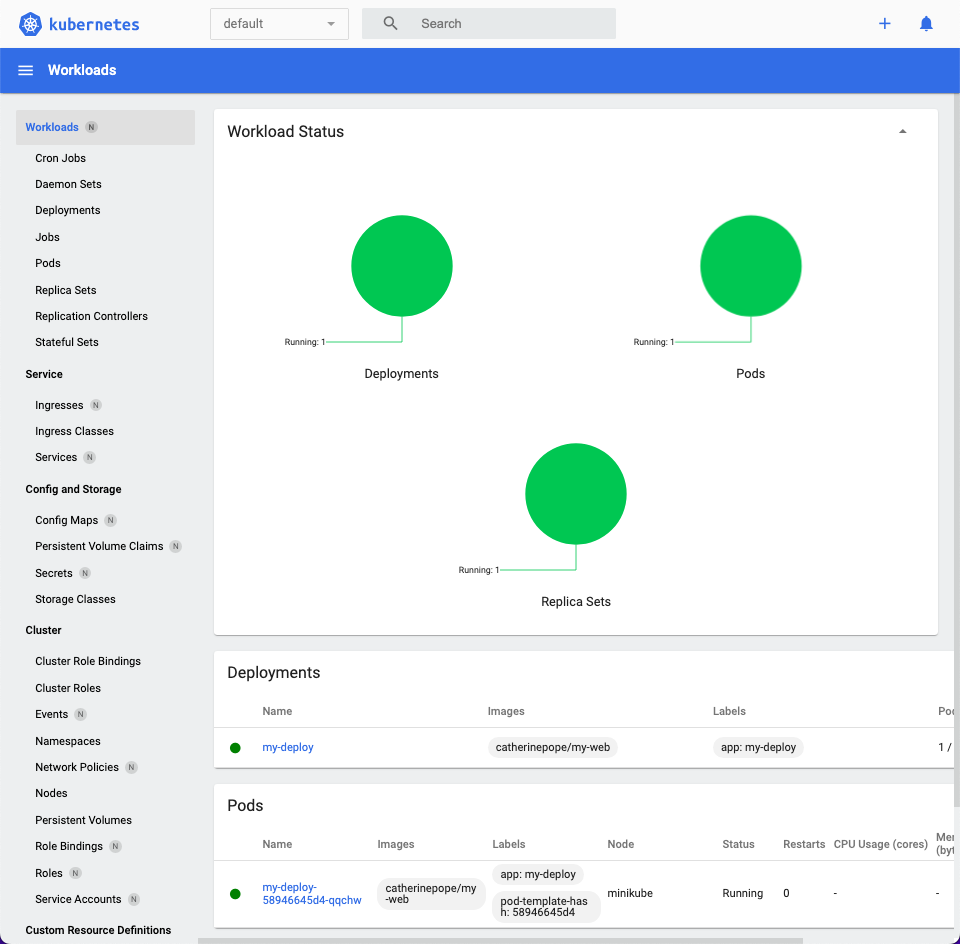 kubernetes
default
Search
Workloads
Workloads N
Cron Jobs
Daemon Sets
Deployments
Jobs
Pods
Replica Sets
Replication Controllers
Stateful Sets
Service
Ingresses N
Ingress Classes
Services N
Config and Storage
Config Maps N
Persistent Volume Claims N
Secrets N
Storage Classes
Cluster
Cluster Role Bindings
Cluster Roles
Events N
Namespaces
Network Policies N
Nodes
Persistent Volumes
Role Bindings N
Roles N
Service Accounts N
Custom Resource Definitions
Workload Status
Running: 1
Deployments
Running: 1
Pods
Running: 1
Replica Sets
Deployments
Name Images Labels
my-deploy catherinepope/my-web app: my-deploy 1 /
Pods
Name Images Labels Node Status Restarts CPU Usage (cores)
my-deploy-
58946645d4-qqchw
catherinepope/my
-web
app: my-deploy
pod-template-has
h: 58946645d4
minikube
Running
0
-
-